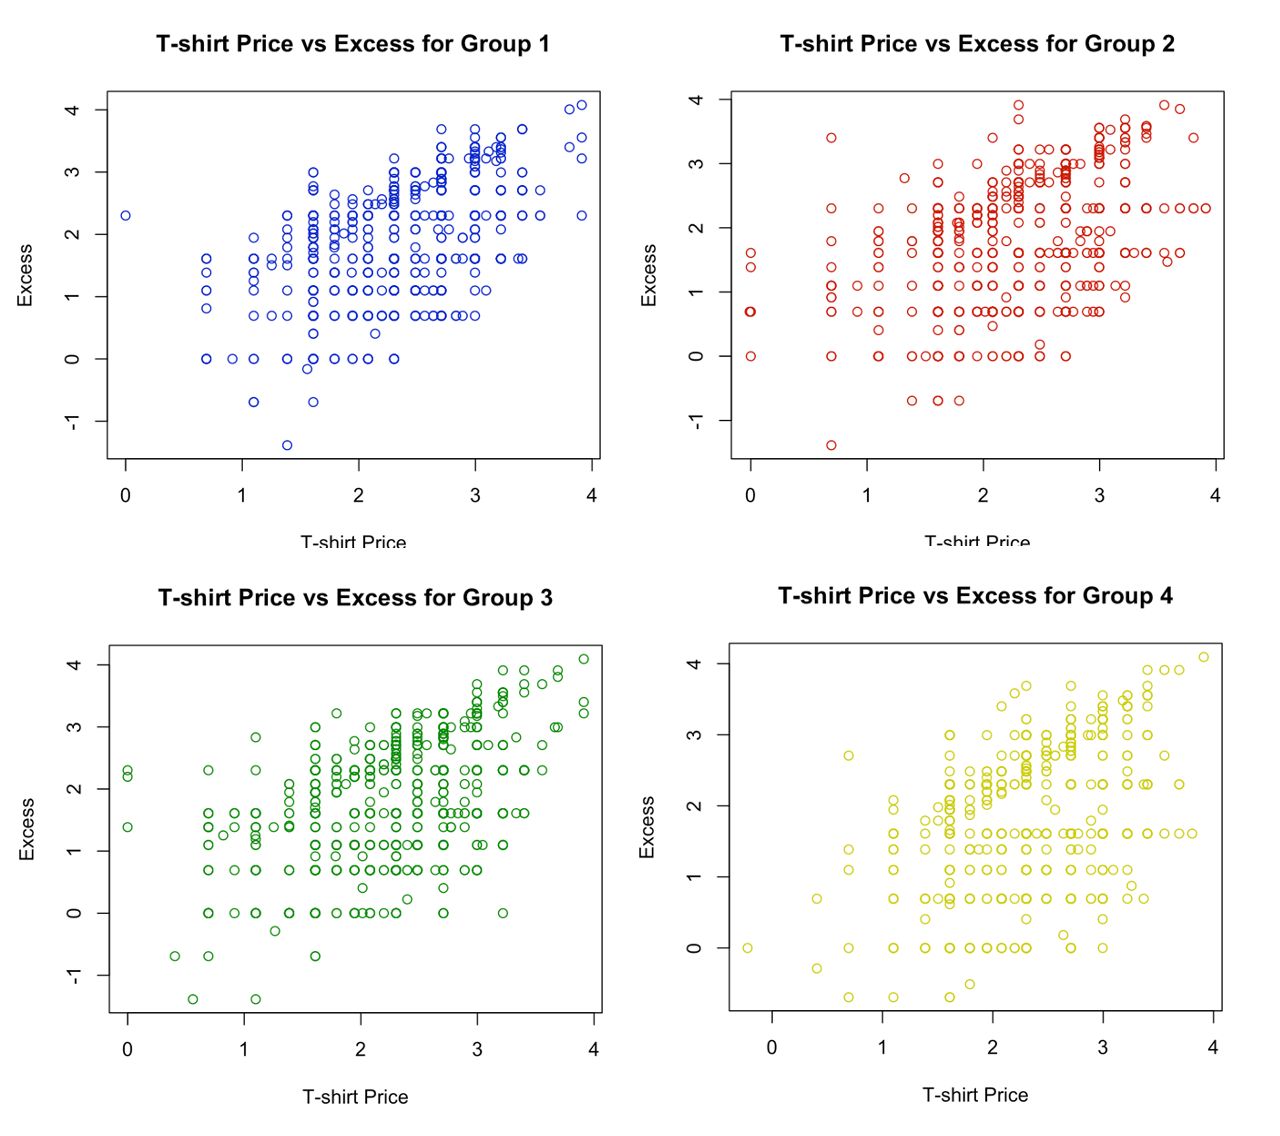 T-shirt Price vs Excess for Group 1
Excess
4
3
2
1
0
-1
0 1 2 3 4
T-shirt Price
T-shirt Price vs Excess for Group 2
Excess
4
3
2
1
0
-1
0 1 2 3 4
T-shirt Price
T-shirt Price vs Excess for Group 3
Excess
4
3
2
1
0
-1
0 1 2 3 4
T-shirt Price
T-shirt Price vs Excess for Group 4
Excess
4
3
2
1
0
0 1 2 3 4
T-shirt Price